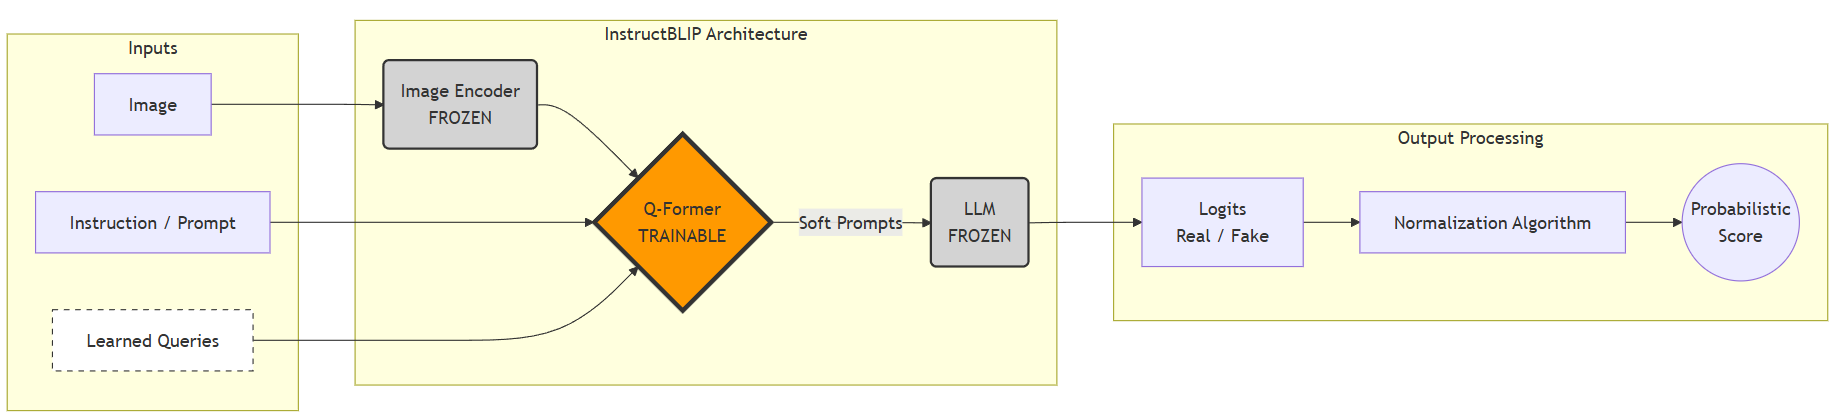 Inputs
Image
Instruction / Prompt
Learned Queries
InstructBLIP Architecture
Image Encoder
FROZEN
Q-Former
TRAINABLE
Soft Prompts
LLM
FROZEN
Output Processing
Logits
Real / Fake
Normalization Algorithm
Probabilistic
Score